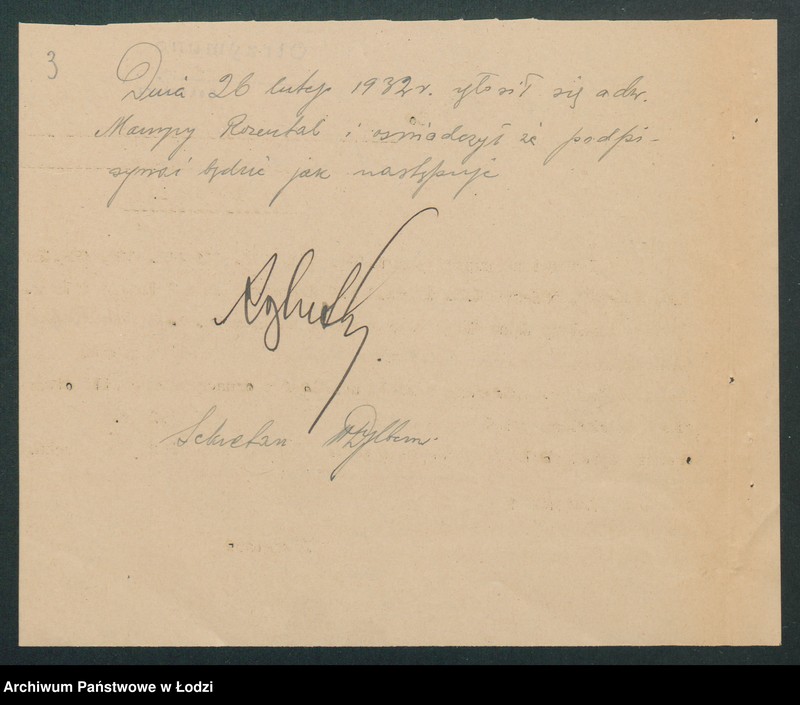 3
Dnia 26 lutego 1932 r. zgłosił się adw.
Maurycy Rozental i oświadczył że podpi-
sywać będzie jak następuje
Sekretarz
Archiwum Państwowe w Łodzi